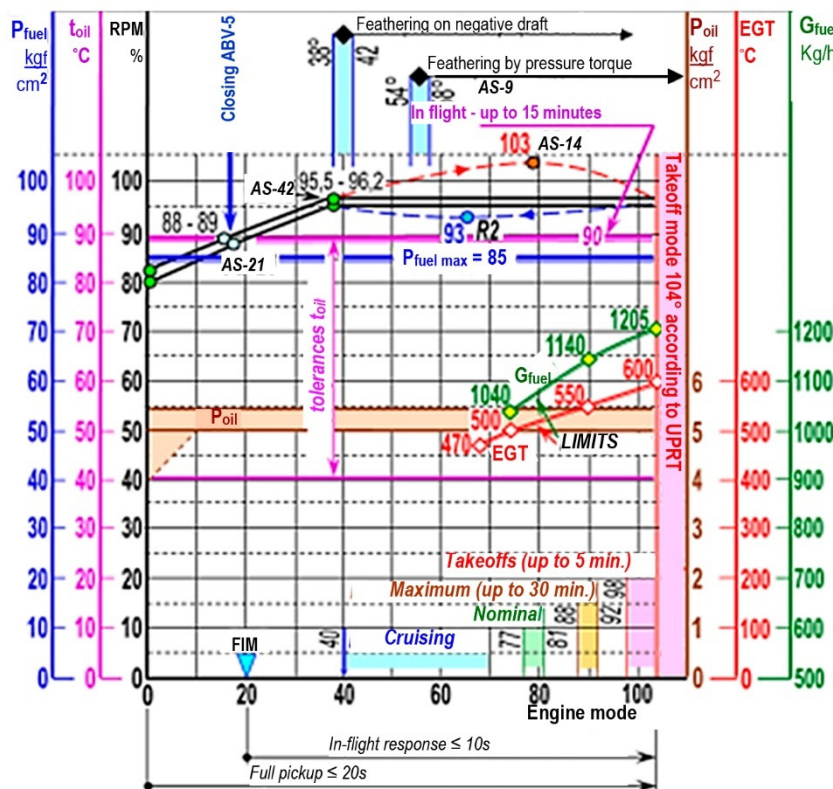 Pfuel kgf cm2
toil °C
RPM %
Closing ABV-5
38° 42
Feathering on negative draft
Poil kgf cm2
EGT °C
Gfuel Kg/h
54°
Feathering by pressure torque
AS-9
In flight - up to 15 minutes
103 AS-14
AS-42
95,5 - 96,2
88 - 89
AS-21
93 R2
90
Pfuel max = 85
tolerances toil
Takeoff mode 104° according to UPRT
1205
1140
1040
Gfuel
600
550
500
470
EGT
LIMITS
Poil
100 100 100
90 90 90
80 80 80
70 70 70 1200
60 60 60 6 600 1100
50 50 50 5 500 1000
40 40 40 4 400 900
30 30 30 3 300 800
20 20 20 2 200 700
10 10 10 1 100 600
0 0 0 0 0 500
Takeoffs (up to 5 min.)
Maximum (up to 30 min.)
Nominal
Cruising
FIM
40
77
81
88
92
98
0 20 40 60 80 100
Engine mode
In-flight response ≤ 10s
Full pickup ≤ 20s